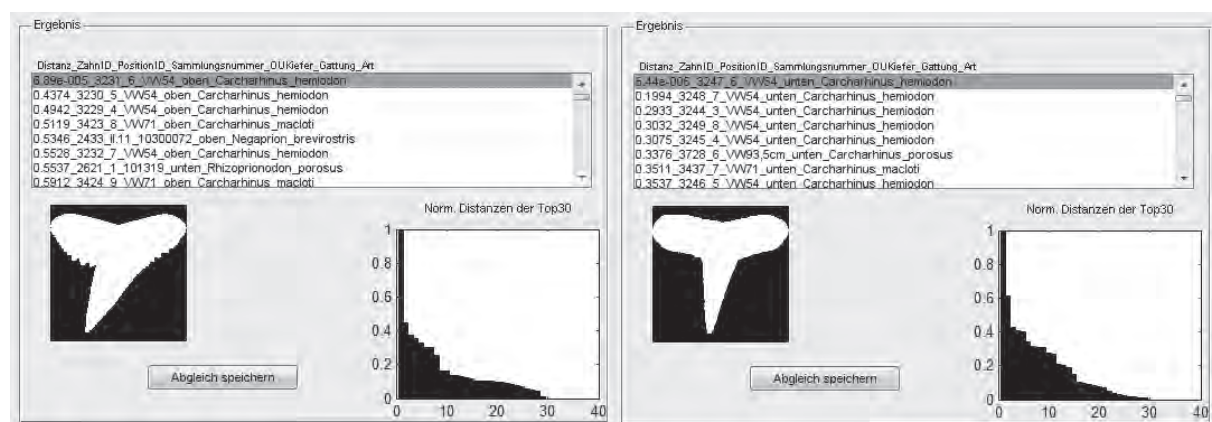 Ergebnis
Distanz_ZahnID_PositionID_Sammlungsnummer_OUKiefer_Gattung_Art
6.89e-005_3231_6_VW54_oben_Carcharhinus_hemiodon
0.4374_3230_5_VW54_oben_Carcharhinus_hemiodon
0.4942_3229_4_VW54_oben_Carcharhinus_hemiodon
0.5119_3423_8_VW71_oben_Carcharhinus_macloti
0.5346_2433_il.11_10300072_oben_Negaprion_brevirostris
0.5528_3232_7_VW54_oben_Carcharhinus_hemiodon
0.5537_2621_1_101319_unten_Rhizoprionodon_porosus
0.5912_3424_9_VW71_oben_Carcharhinus_macloti
Norm. Distanzen der Top30
1
0.8
0.6
0.4
0.2
0
0 10 20 30 40
Abgleich speichern
Ergebnis
Distanz_ZahnID_PositionID_Sammlungsnummer_OUKiefer_Gattung_Art
6.44e-006_3247_6_VW54_unten_Carcharhinus_hemiodon
0.1994_3248_7_VW54_unten_Carcharhinus_hemiodon
0.2933_3244_3_VW54_unten_Carcharhinus_hemiodon
0.3032_3249_8_VW54_unten_Carcharhinus_hemiodon
0.3075_3245_4_VW54_unten_Carcharhinus_hemiodon
0.3376_3728_6_VW93,5cm_unten_Carcharhinus_porosus
0.3511_3437_7_VW71_unten_Carcharhinus_macloti
0.3537_3246_5_VW54_unten_Carcharhinus_hemiodon
Norm. Distanzen der Top30
1
0.8
0.6
0.4
0.2
0
0 10 20 30 40
Abgleich speichern